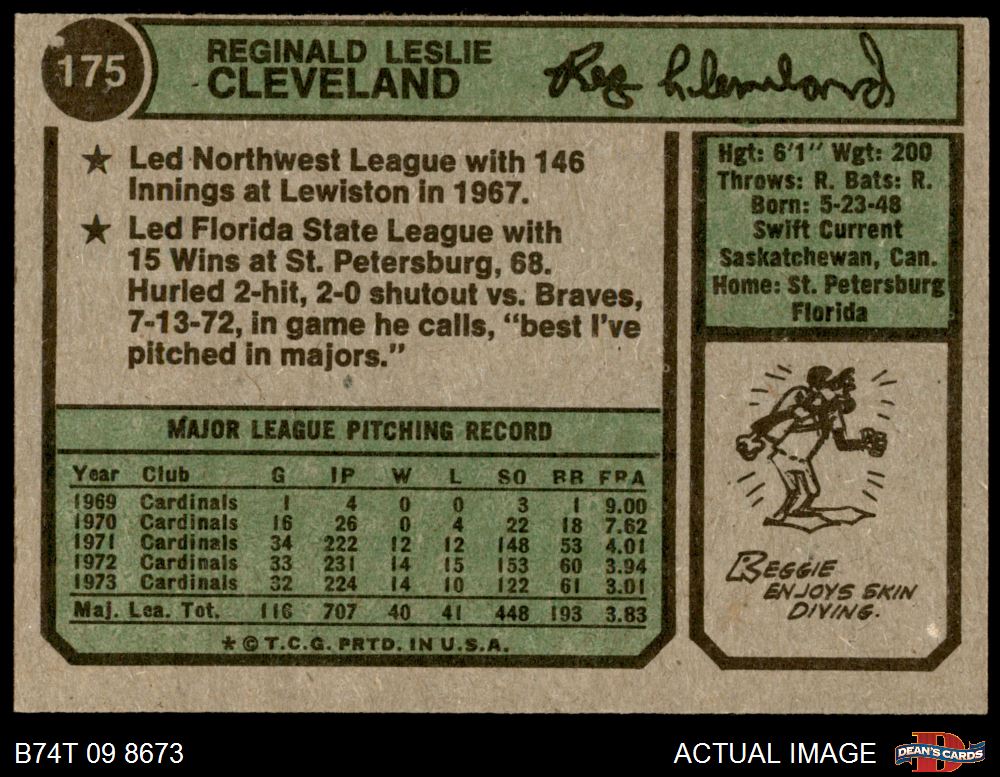 175
REGINALD LESLIE
CLEVELAND
Reg Cleveland
★ Led Northwest League with 146
Innings at Lewiston in 1967.
★ Led Florida State League with
15 Wins at St. Petersburg, 68.
Hurled 2-hit, 2-0 shutout vs. Braves,
7-13-72, in game he calls, “best I’ve
pitched in majors.”
Hgt: 6'1" Wgt: 200
Throws: R. Bats: R.
Born: 5-23-48
Swift Current
Saskatchewan, Can.
Home: St. Petersburg
Florida
MAJOR LEAGUE PITCHING RECORD
Year Club G IP W L SO BB ERA
1969 Cardinals 1 4 0 0 3 1 9.00
1970 Cardinals 16 26 0 4 22 18 7.62
1971 Cardinals 34 222 12 12 148 53 4.01
1972 Cardinals 33 231 14 15 153 60 3.94
1973 Cardinals 32 224 14 10 122 61 3.01
Maj. Lea. Tot. 116 707 40 41 448 193 3.83
* © T.C.G. PRTD. IN U.S.A.
REGGIE
ENJOYS SKIN
DIVING.
B74T 09 8673
ACTUAL IMAGE
DEAN'S CARDS